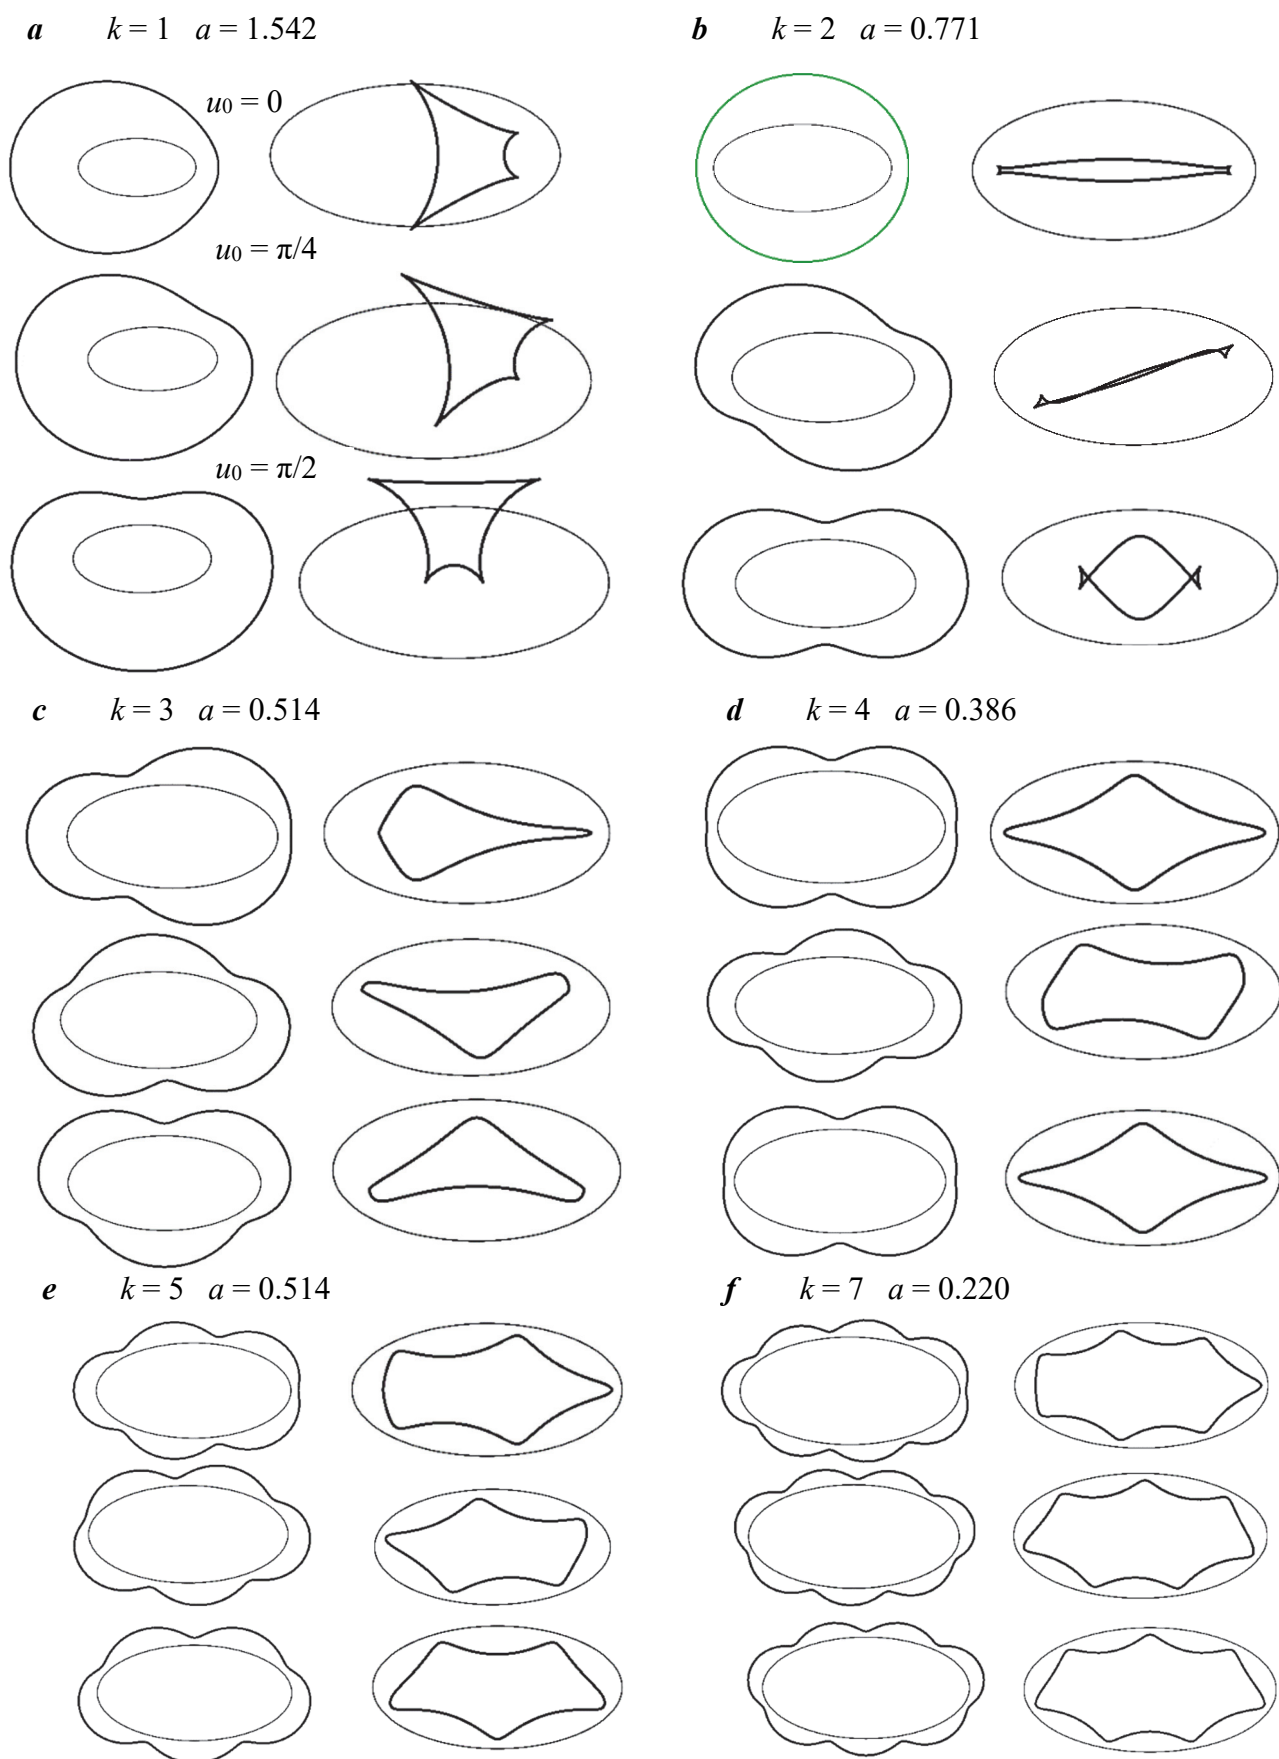 a k = 1 a = 1.542
b k = 2 a = 0.771
u0 = 0
u0 = π/4
u0 = π/2
c k = 3 a = 0.514
d k = 4 a = 0.386
e k = 5 a = 0.514
f k = 7 a = 0.220